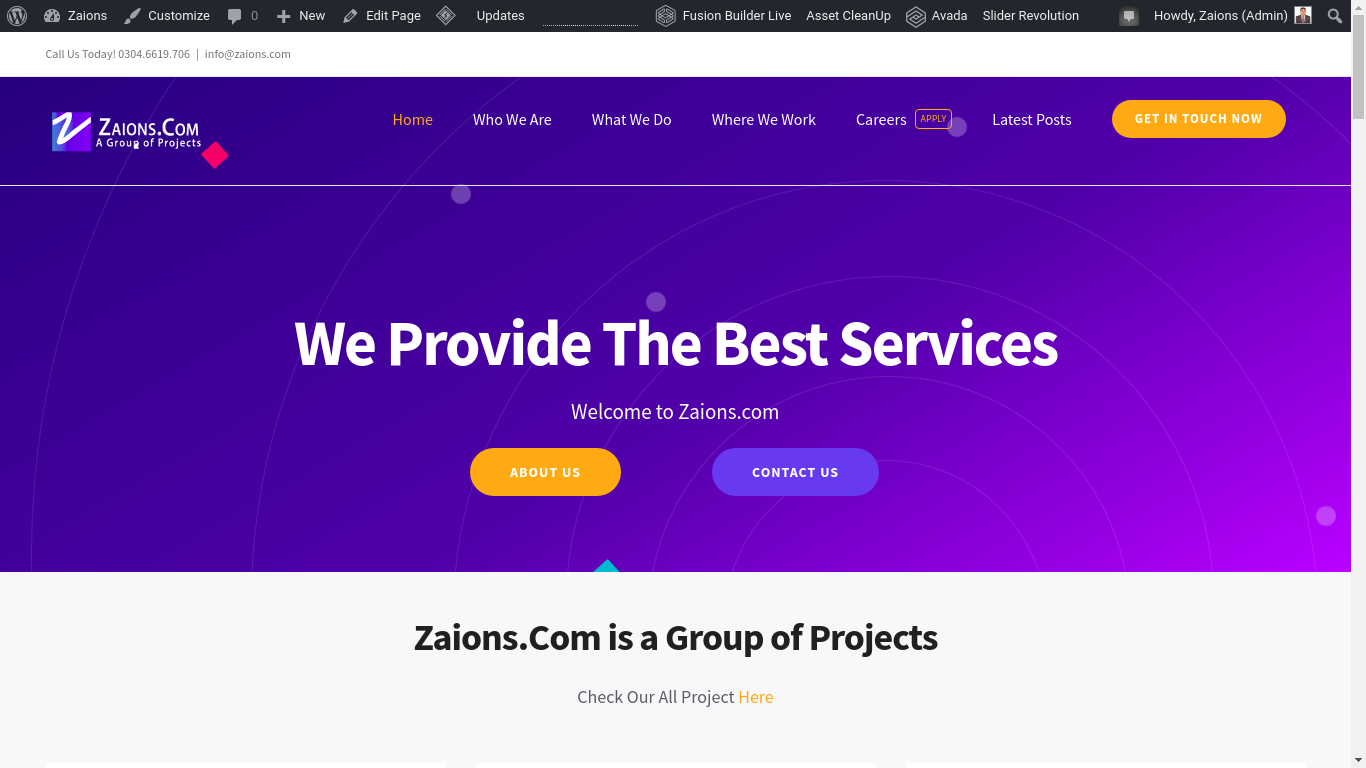 Zaions Customize 0 New Edit Page Updates Fusion Builder Live Asset CleanUp Avada Slider Revolution Howdy, Zaions (Admin)
Call Us Today! 0304.6619.706 | info@zaions.com
Zaions.Com
A Group of Projects
Home Who We Are What We Do Where We Work Careers APPLY Latest Posts GET IN TOUCH NOW
We Provide The Best Services
Welcome to Zaions.com
ABOUT US CONTACT US
Zaions.Com is a Group of Projects
Check Our All Project Here